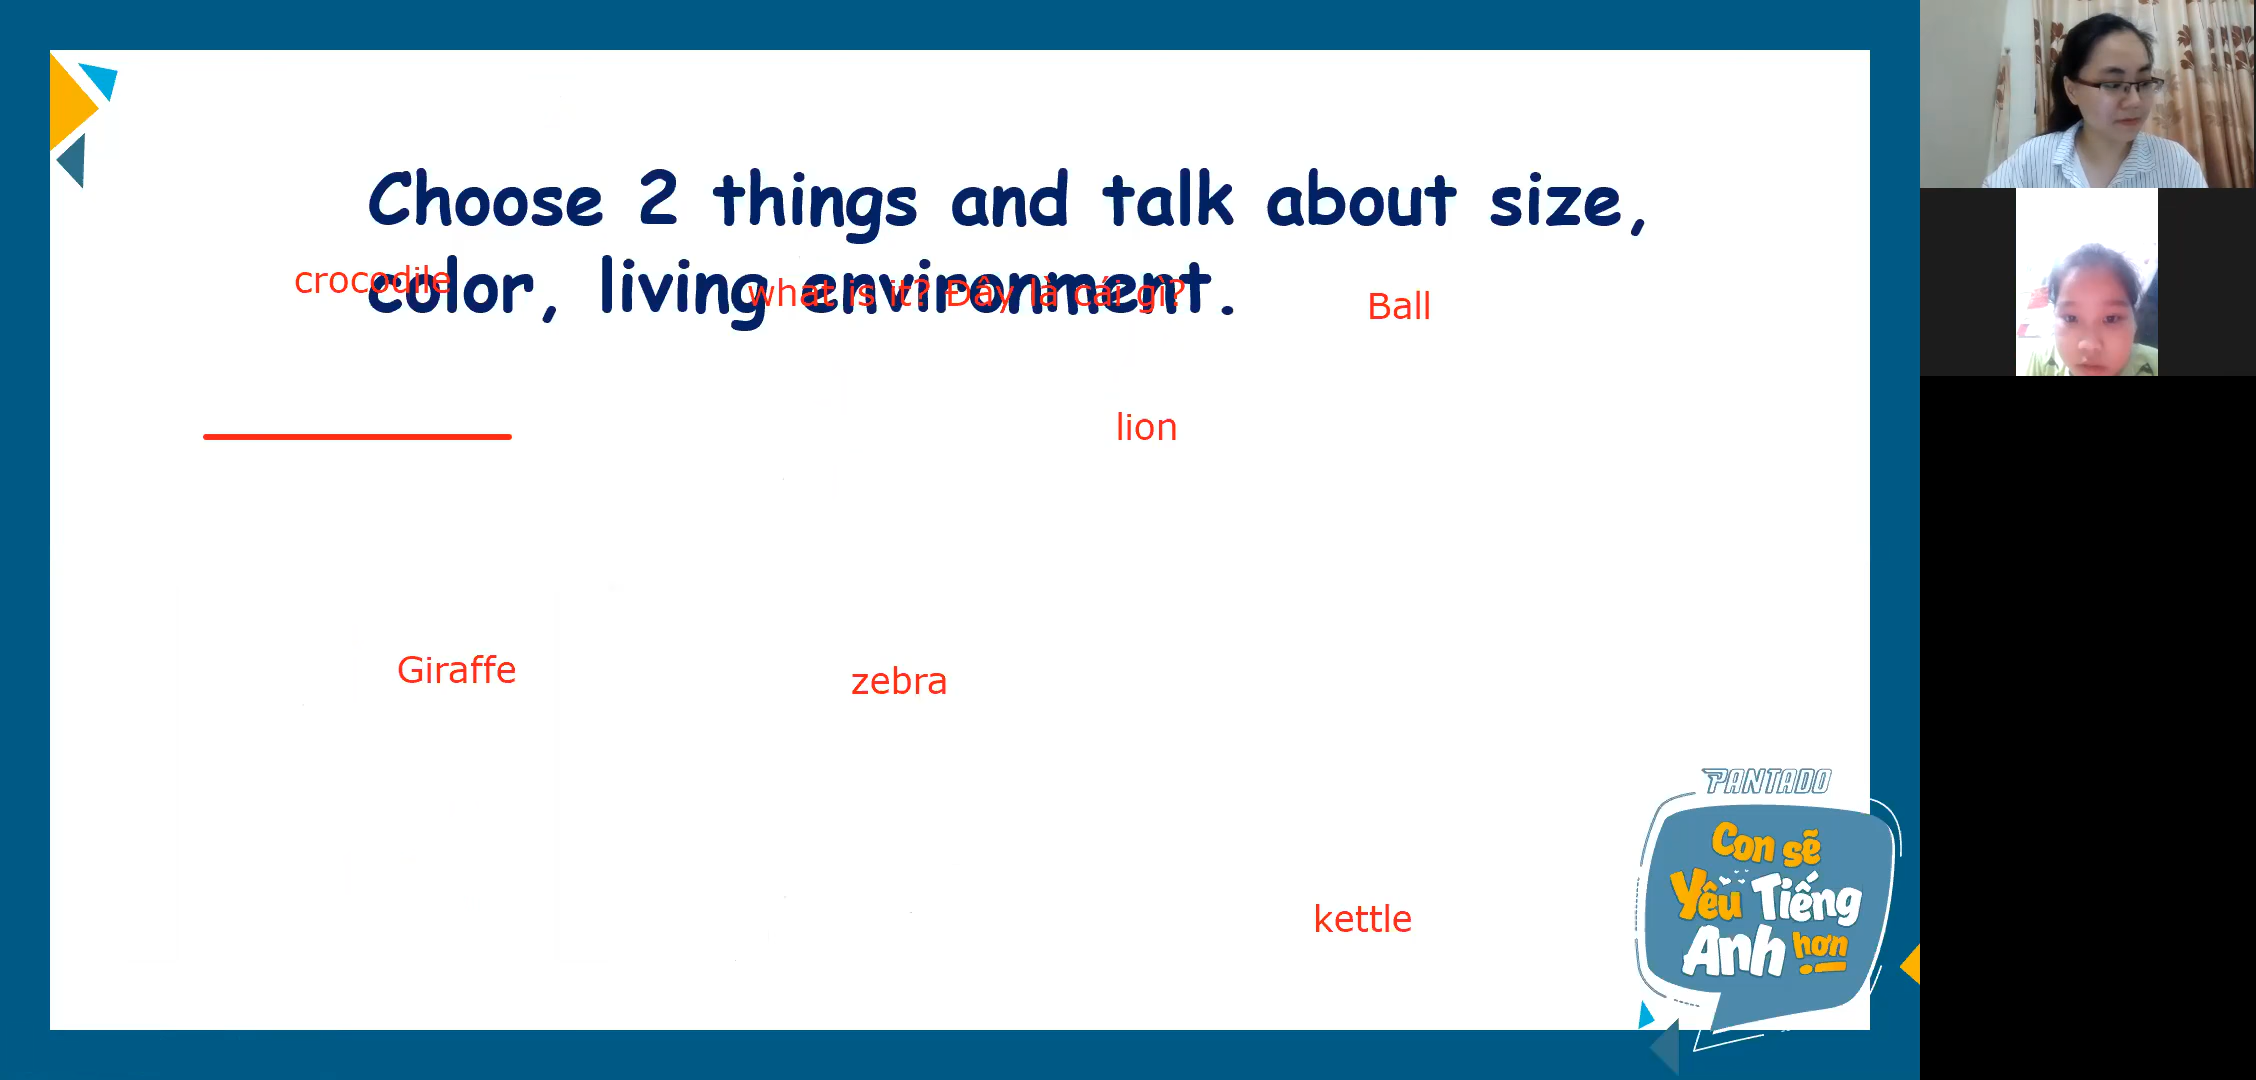 Choose 2 things and talk about size,
color, living environment.
crocodile
what is it? Đây là cái gì?
Ball
lion
Giraffe
zebra
kettle
PANTADO
Con sẽ
Yêu Tiếng
Anh hơn